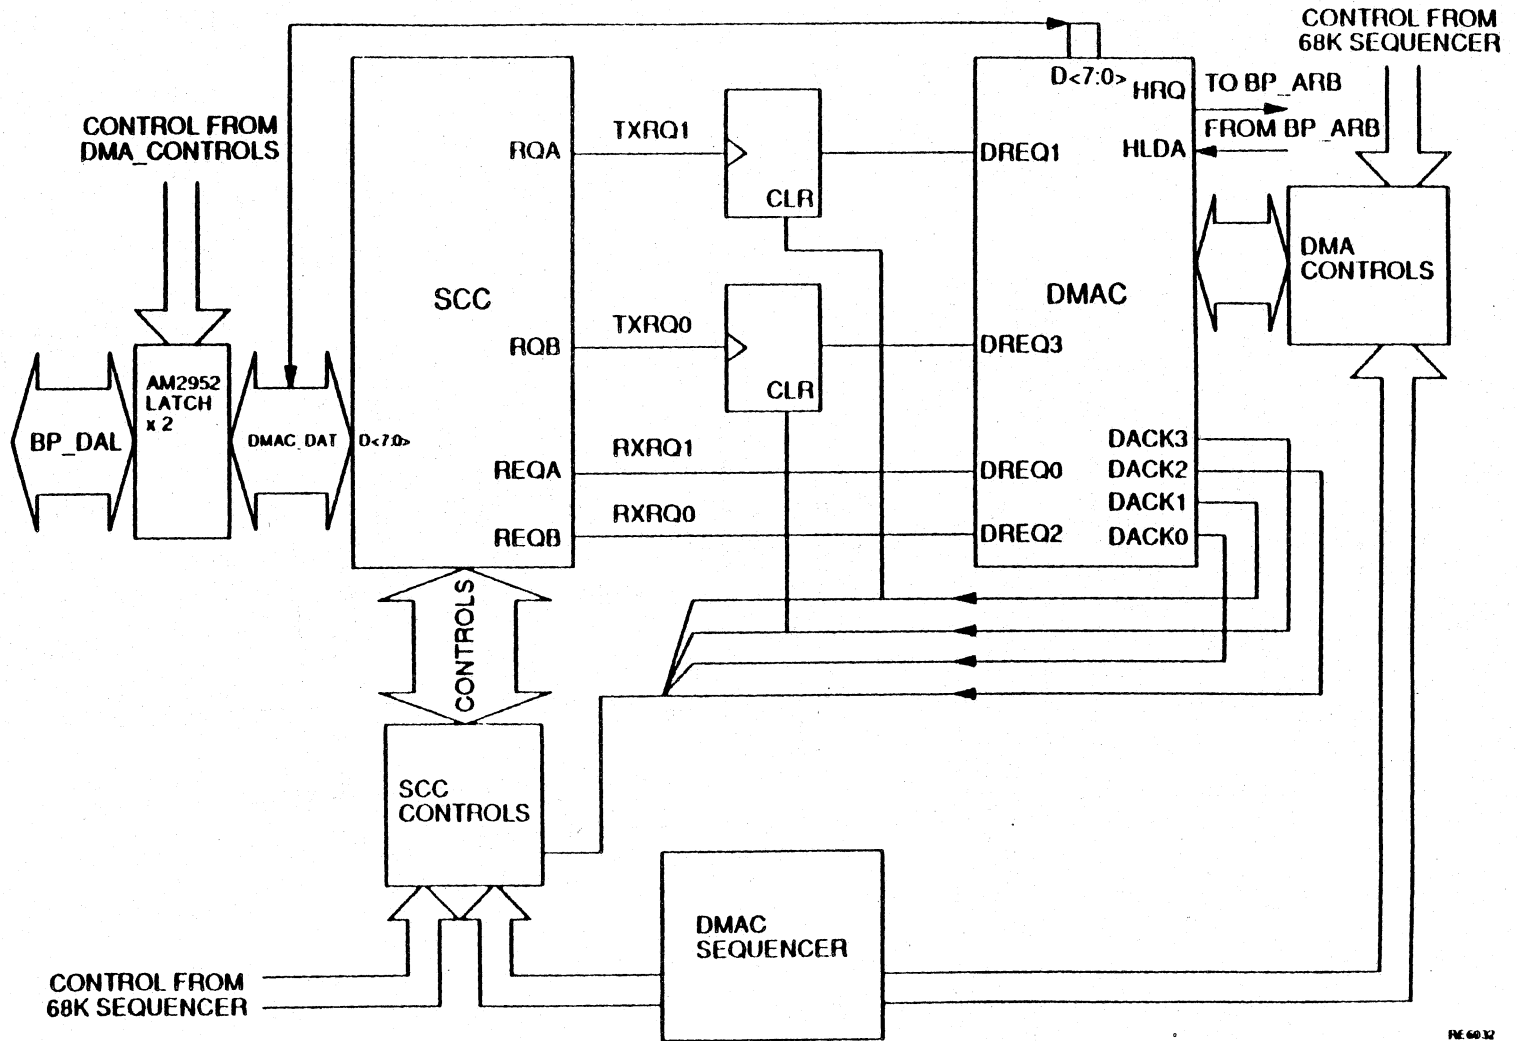 CONTROL FROM
68K SEQUENCER
D<7:0>
HRQ
TO BP_ARB
FROM BP_ARB
HLDA
CONTROL FROM
DMA_CONTROLS
RQA
TXRQ1
CLR
DREQ1
SCC
DMAC
DMA
CONTROLS
RQB
TXRQ0
CLR
DREQ3
AM2952
LATCH
x 2
BP_DAL
DMAC_DAT
D<7:0>
REQA
RXRQ1
DREQ0
REQB
RXRQ0
DREQ2
DACK3
DACK2
DACK1
DACK0
CONTROLS
SCC
CONTROLS
DMAC
SEQUENCER
CONTROL FROM
68K SEQUENCER
RE6032